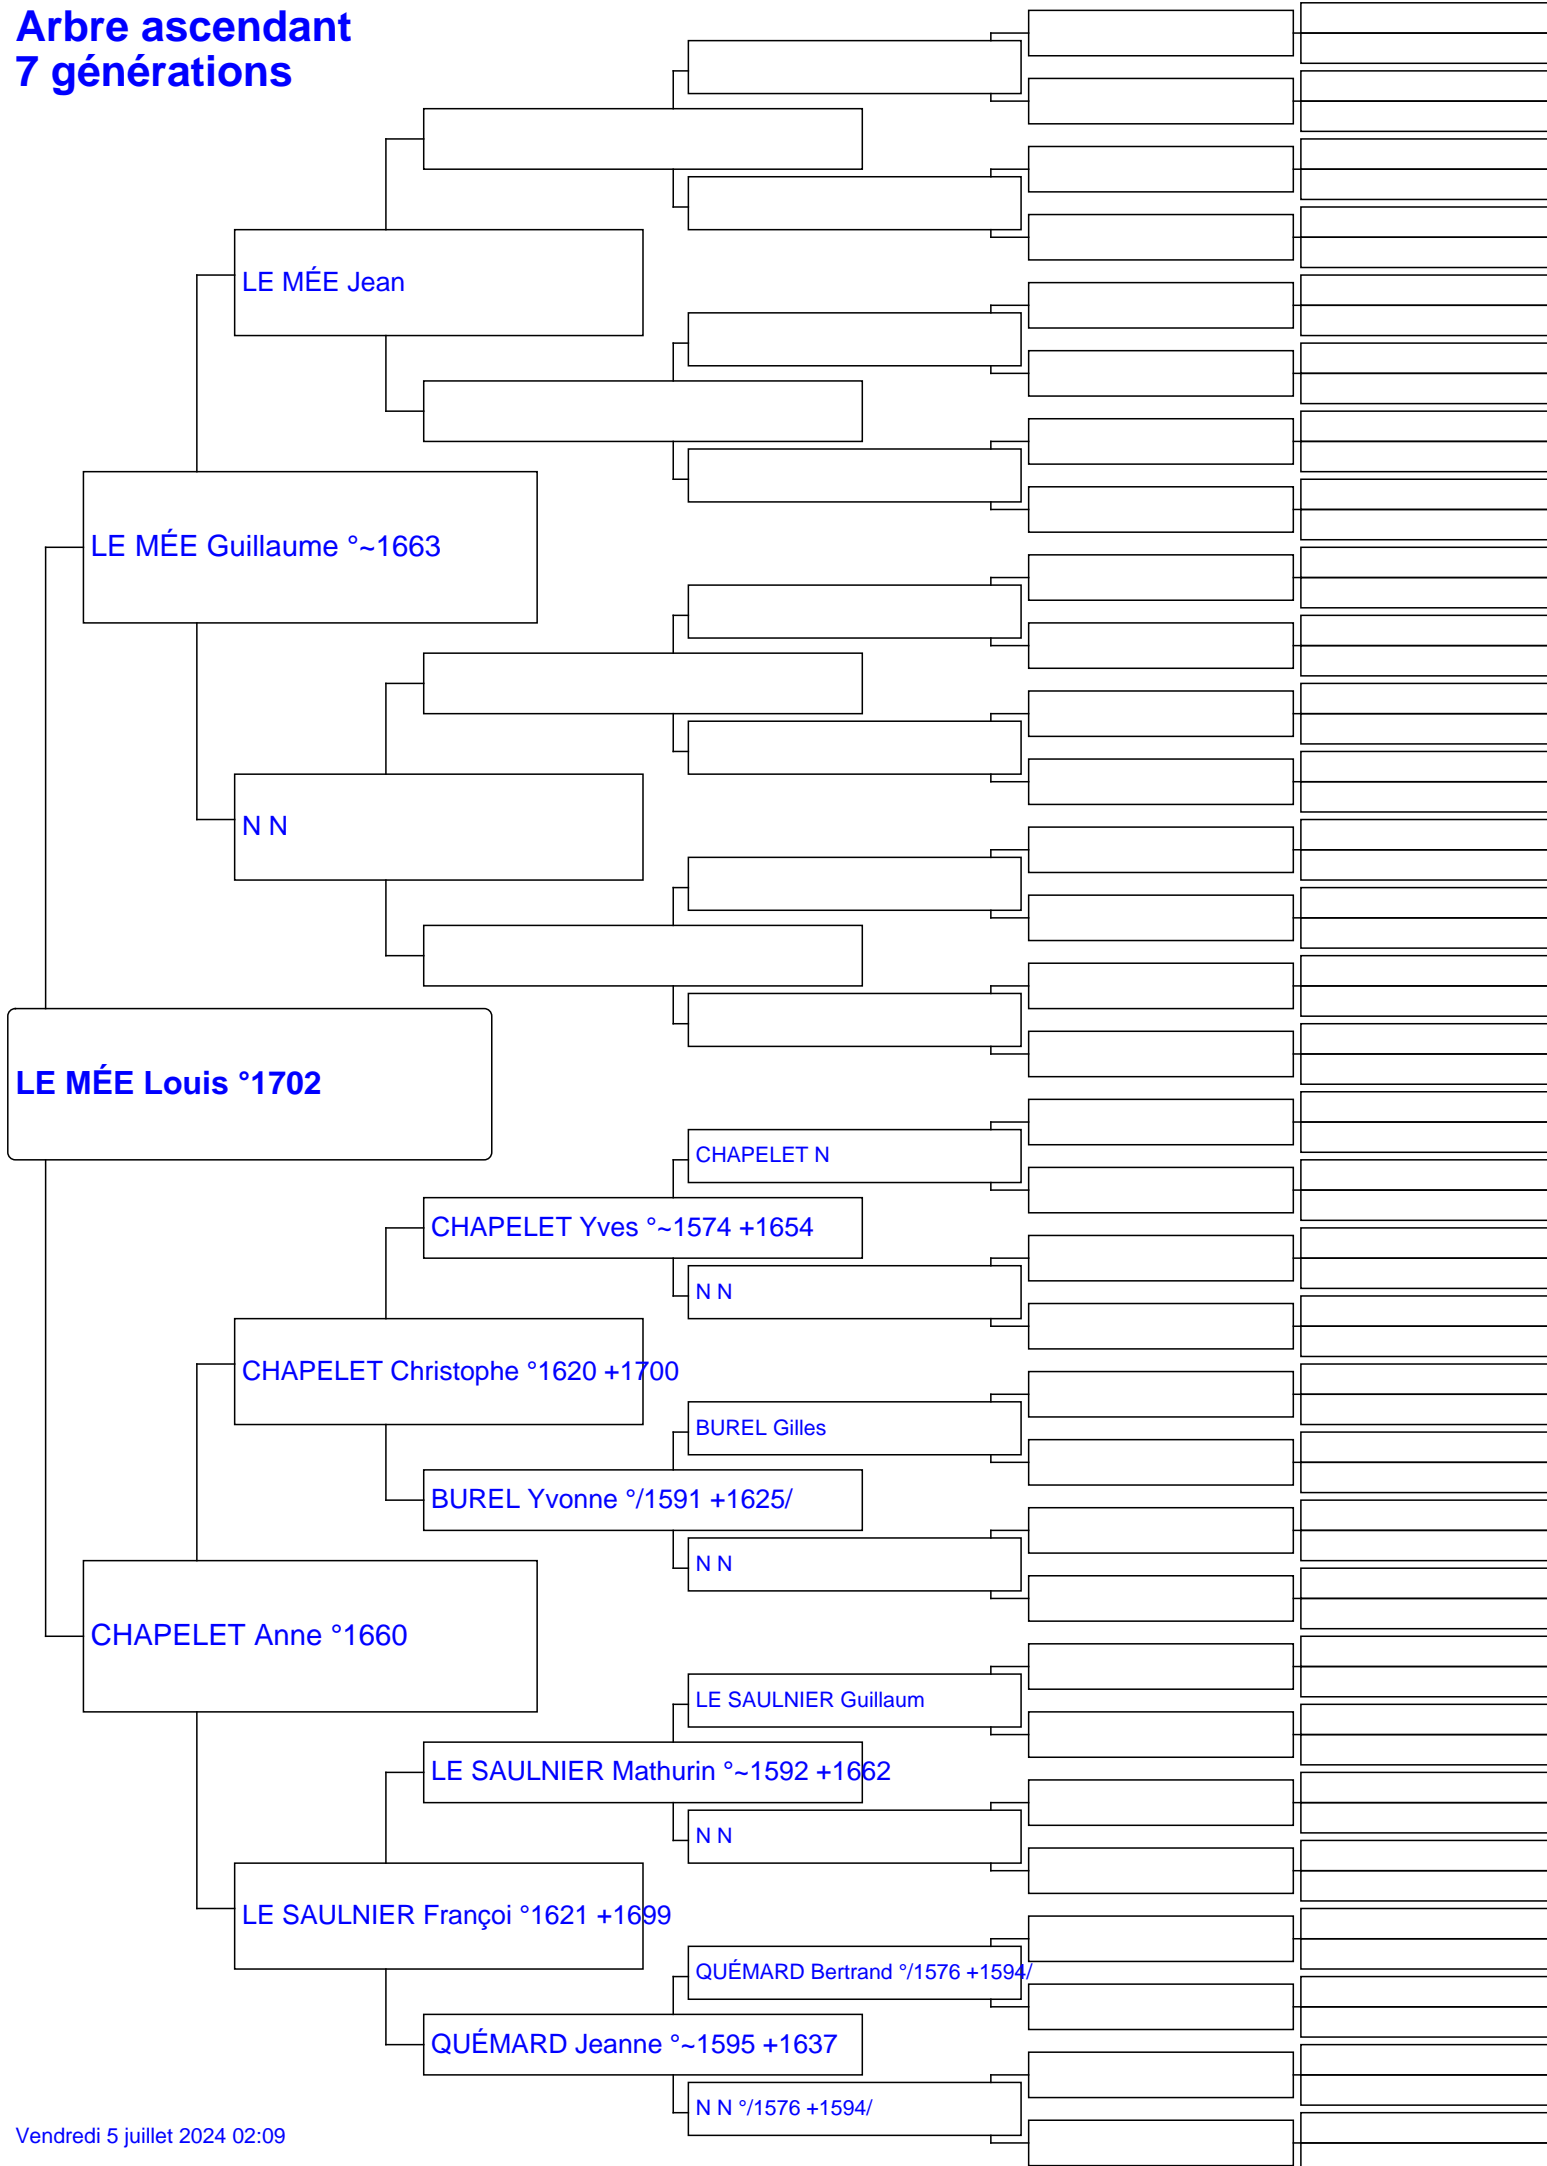 Arbre ascendant
7 générations
LE MÉE Jean
LE MÉE Guillaume °~1663
N N
LE MÉE Louis °1702
CHAPELET N
CHAPELET Yves °~1574 +1654
N N
CHAPELET Christophe °1620 +1700
BUREL Gilles
BUREL Yvonne °/1591 +1625/
N N
CHAPELET Anne °1660
LE SAULNIER Guillaum
LE SAULNIER Mathurin °~1592 +1662
N N
LE SAULNIER Françoi °1621 +1699
QUÉMARD Bertrand °/1576 +1594/
QUÉMARD Jeanne °~1595 +1637
N N °/1576 +1594/
Vendredi 5 juillet 2024 02:09